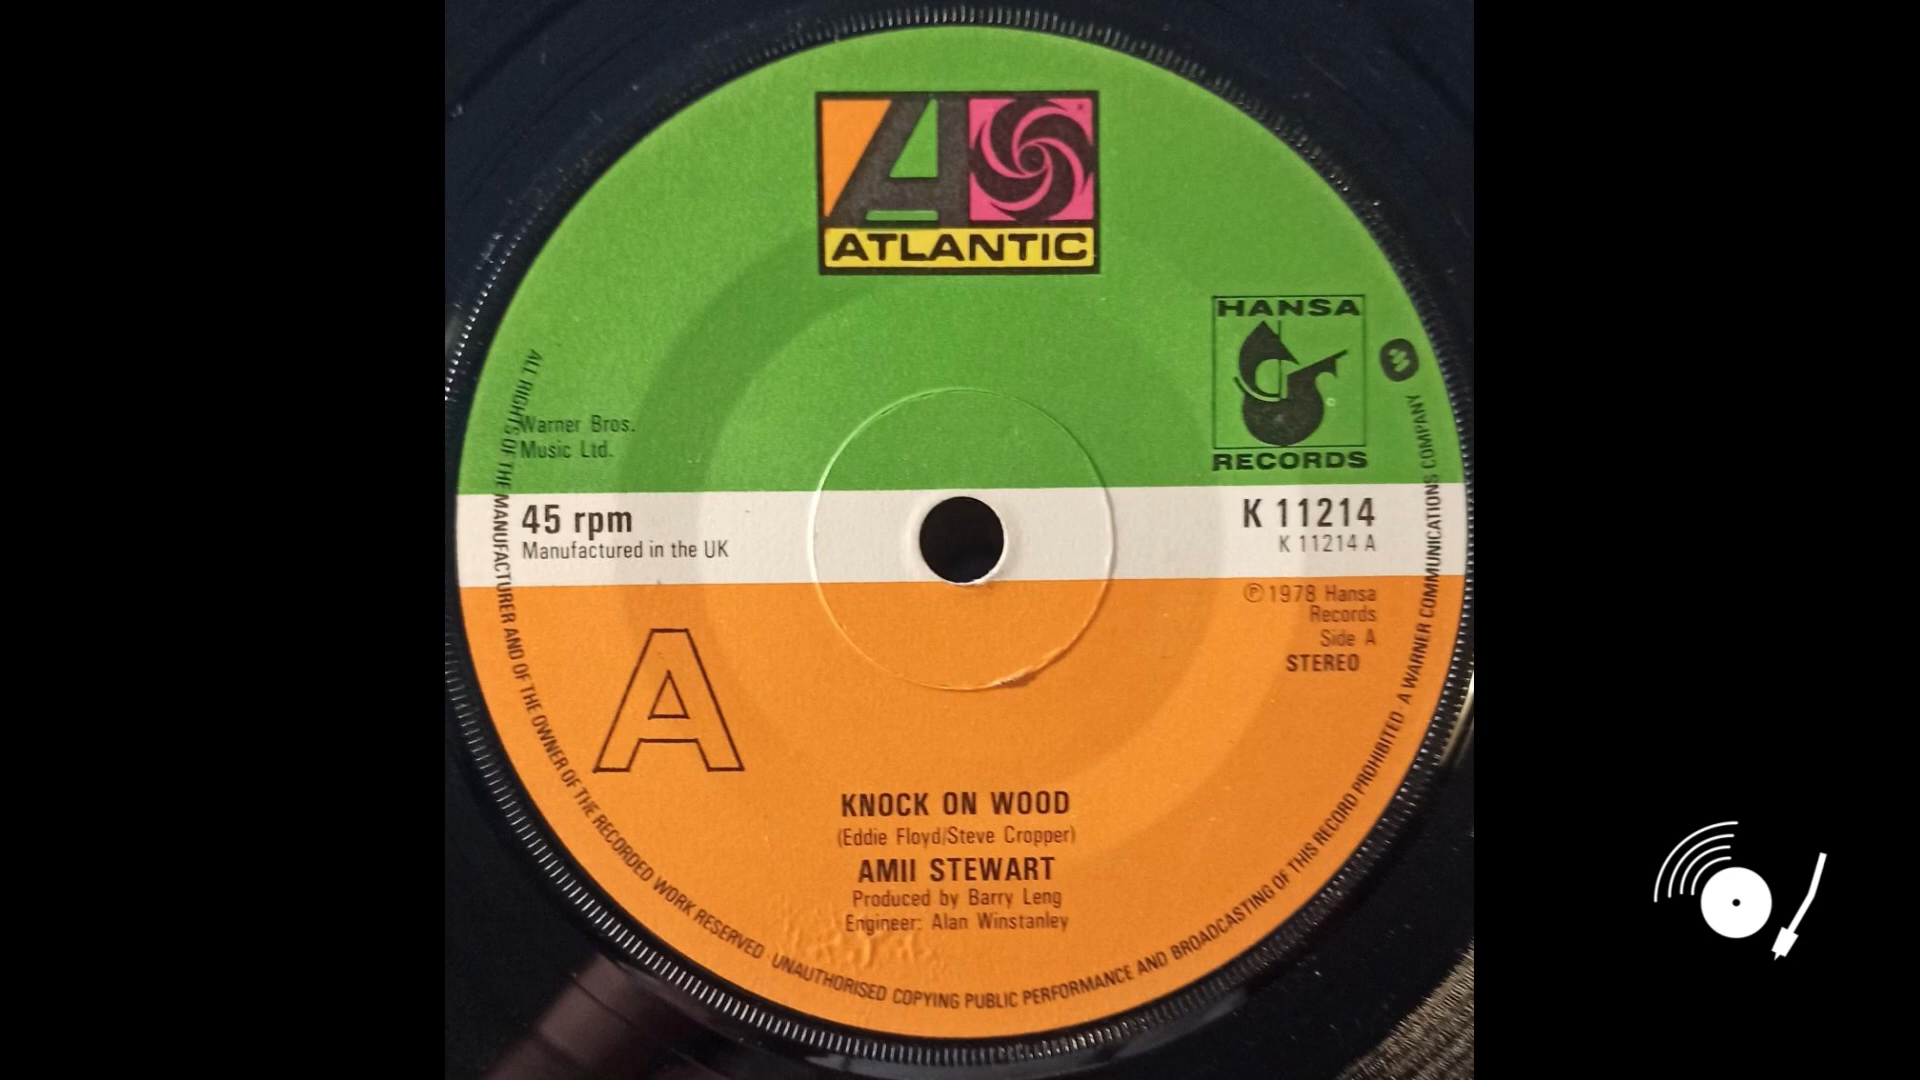 ATLANTIC
HANSA
RECORDS
Warner Bros.
Music Ltd.
45 rpm
Manufactured in the UK
K 11214
K 11214 A
℗1978 Hansa
Records
Side A
STEREO
A
KNOCK ON WOOD
(Eddie Floyd/Steve Cropper)
AMII STEWART
Produced by Barry Leng
Engineer: Alan Winstanley
ALL RIGHTS OF THE MANUFACTURER AND OF THE OWNER OF THE RECORDED WORK RESERVED · UNAUTHORISED COPYING PUBLIC PERFORMANCE AND BROADCASTING OF THIS RECORD PROHIBITED · A WARNER COMMUNICATIONS COMPANY